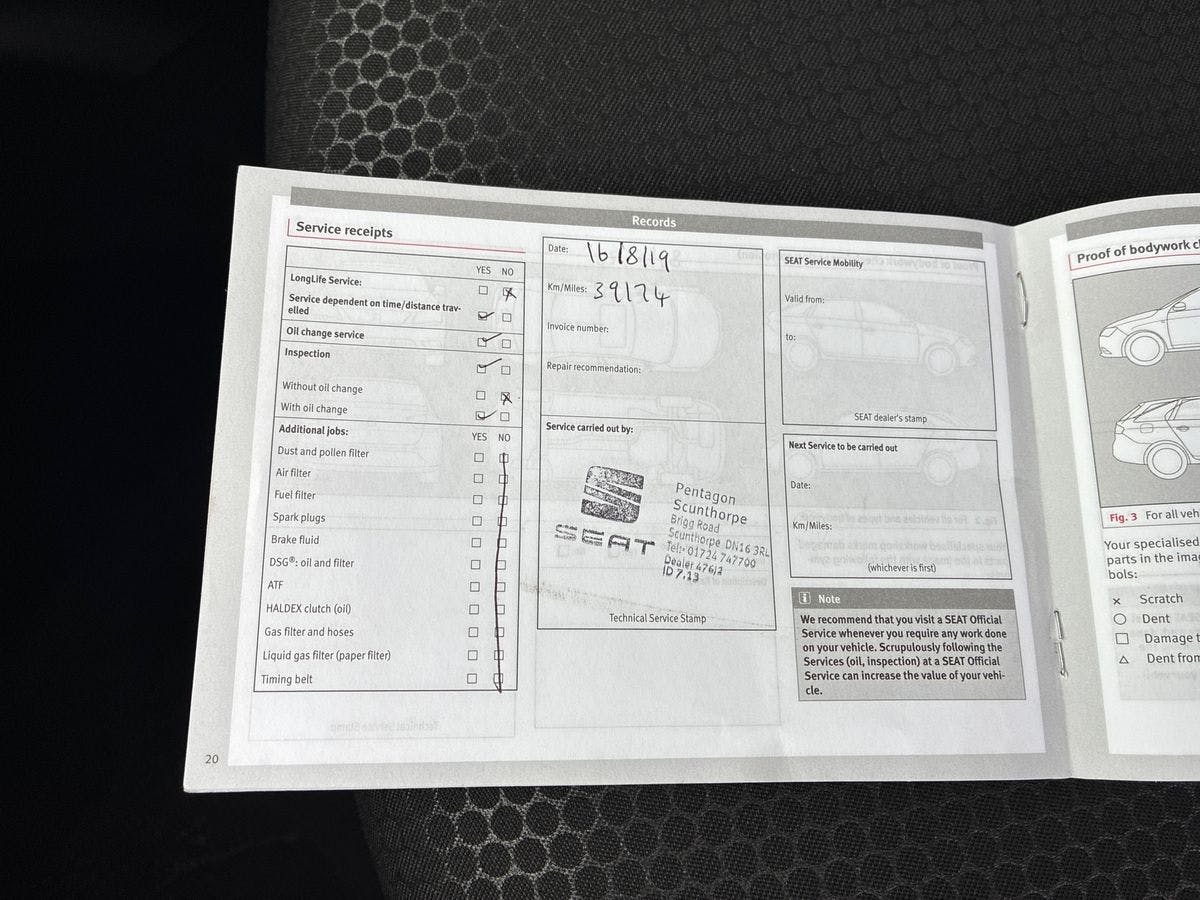 Records
Service receipts
YES NO
LongLife Service:
Service dependent on time/distance trav-
elled
Oil change service
Inspection
Without oil change
With oil change
Additional jobs:
YES NO
Dust and pollen filter
Air filter
Fuel filter
Spark plugs
Brake fluid
DSG®: oil and filter
ATF
HALDEX clutch (oil)
Gas filter and hoses
Liquid gas filter (paper filter)
Timing belt
20
Date: 16/8/19
Km/Miles: 39174
Invoice number:
Repair recommendation:
Service carried out by:
SEAT
Pentagon
Scunthorpe
Brigg Road
Scunthorpe DN16 3RL
Tel: 01724 747700
Dealer 47612
ID 7.13
Technical Service Stamp
SEAT Service Mobility
Valid from:
to:
SEAT dealer's stamp
Next Service to be carried out
Date:
Km/Miles:
(whichever is first)
i Note
We recommend that you visit a SEAT Official
Service whenever you require any work done
on your vehicle. Scrupulously following the
Services (oil, inspection) at a SEAT Official
Service can increase the value of your vehi-
cle.
Proof of bodywork c
Fig. 3 For all veh
Your specialised
parts in the ima
bols:
× Scratch
○ Dent
□ Damage t
△ Dent from